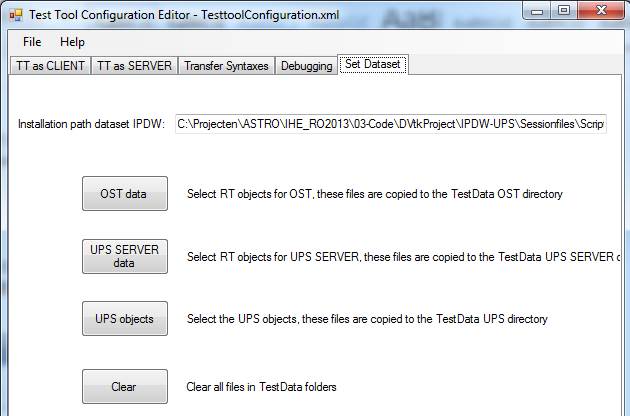 Test Tool Configuration Editor - TesttoolConfiguration.xml
File Help
TT as CLIENT TT as SERVER Transfer Syntaxes Debugging Set Dataset
Installation path dataset IPDW: C:\Projecten\ASTRO\IHE_RO2013\03-Code\DVtkProject\IPDW-UPS\Sessionfiles\Script
OST data Select RT objects for OST, these files are copied to the TestData OST directory
UPS SERVER
data
Select RT objects for UPS SERVER, these files are copied to the TestData UPS SERVER
UPS objects Select the UPS objects, these files are copied to the TestData UPS directory
Clear Clear all files in TestData folders